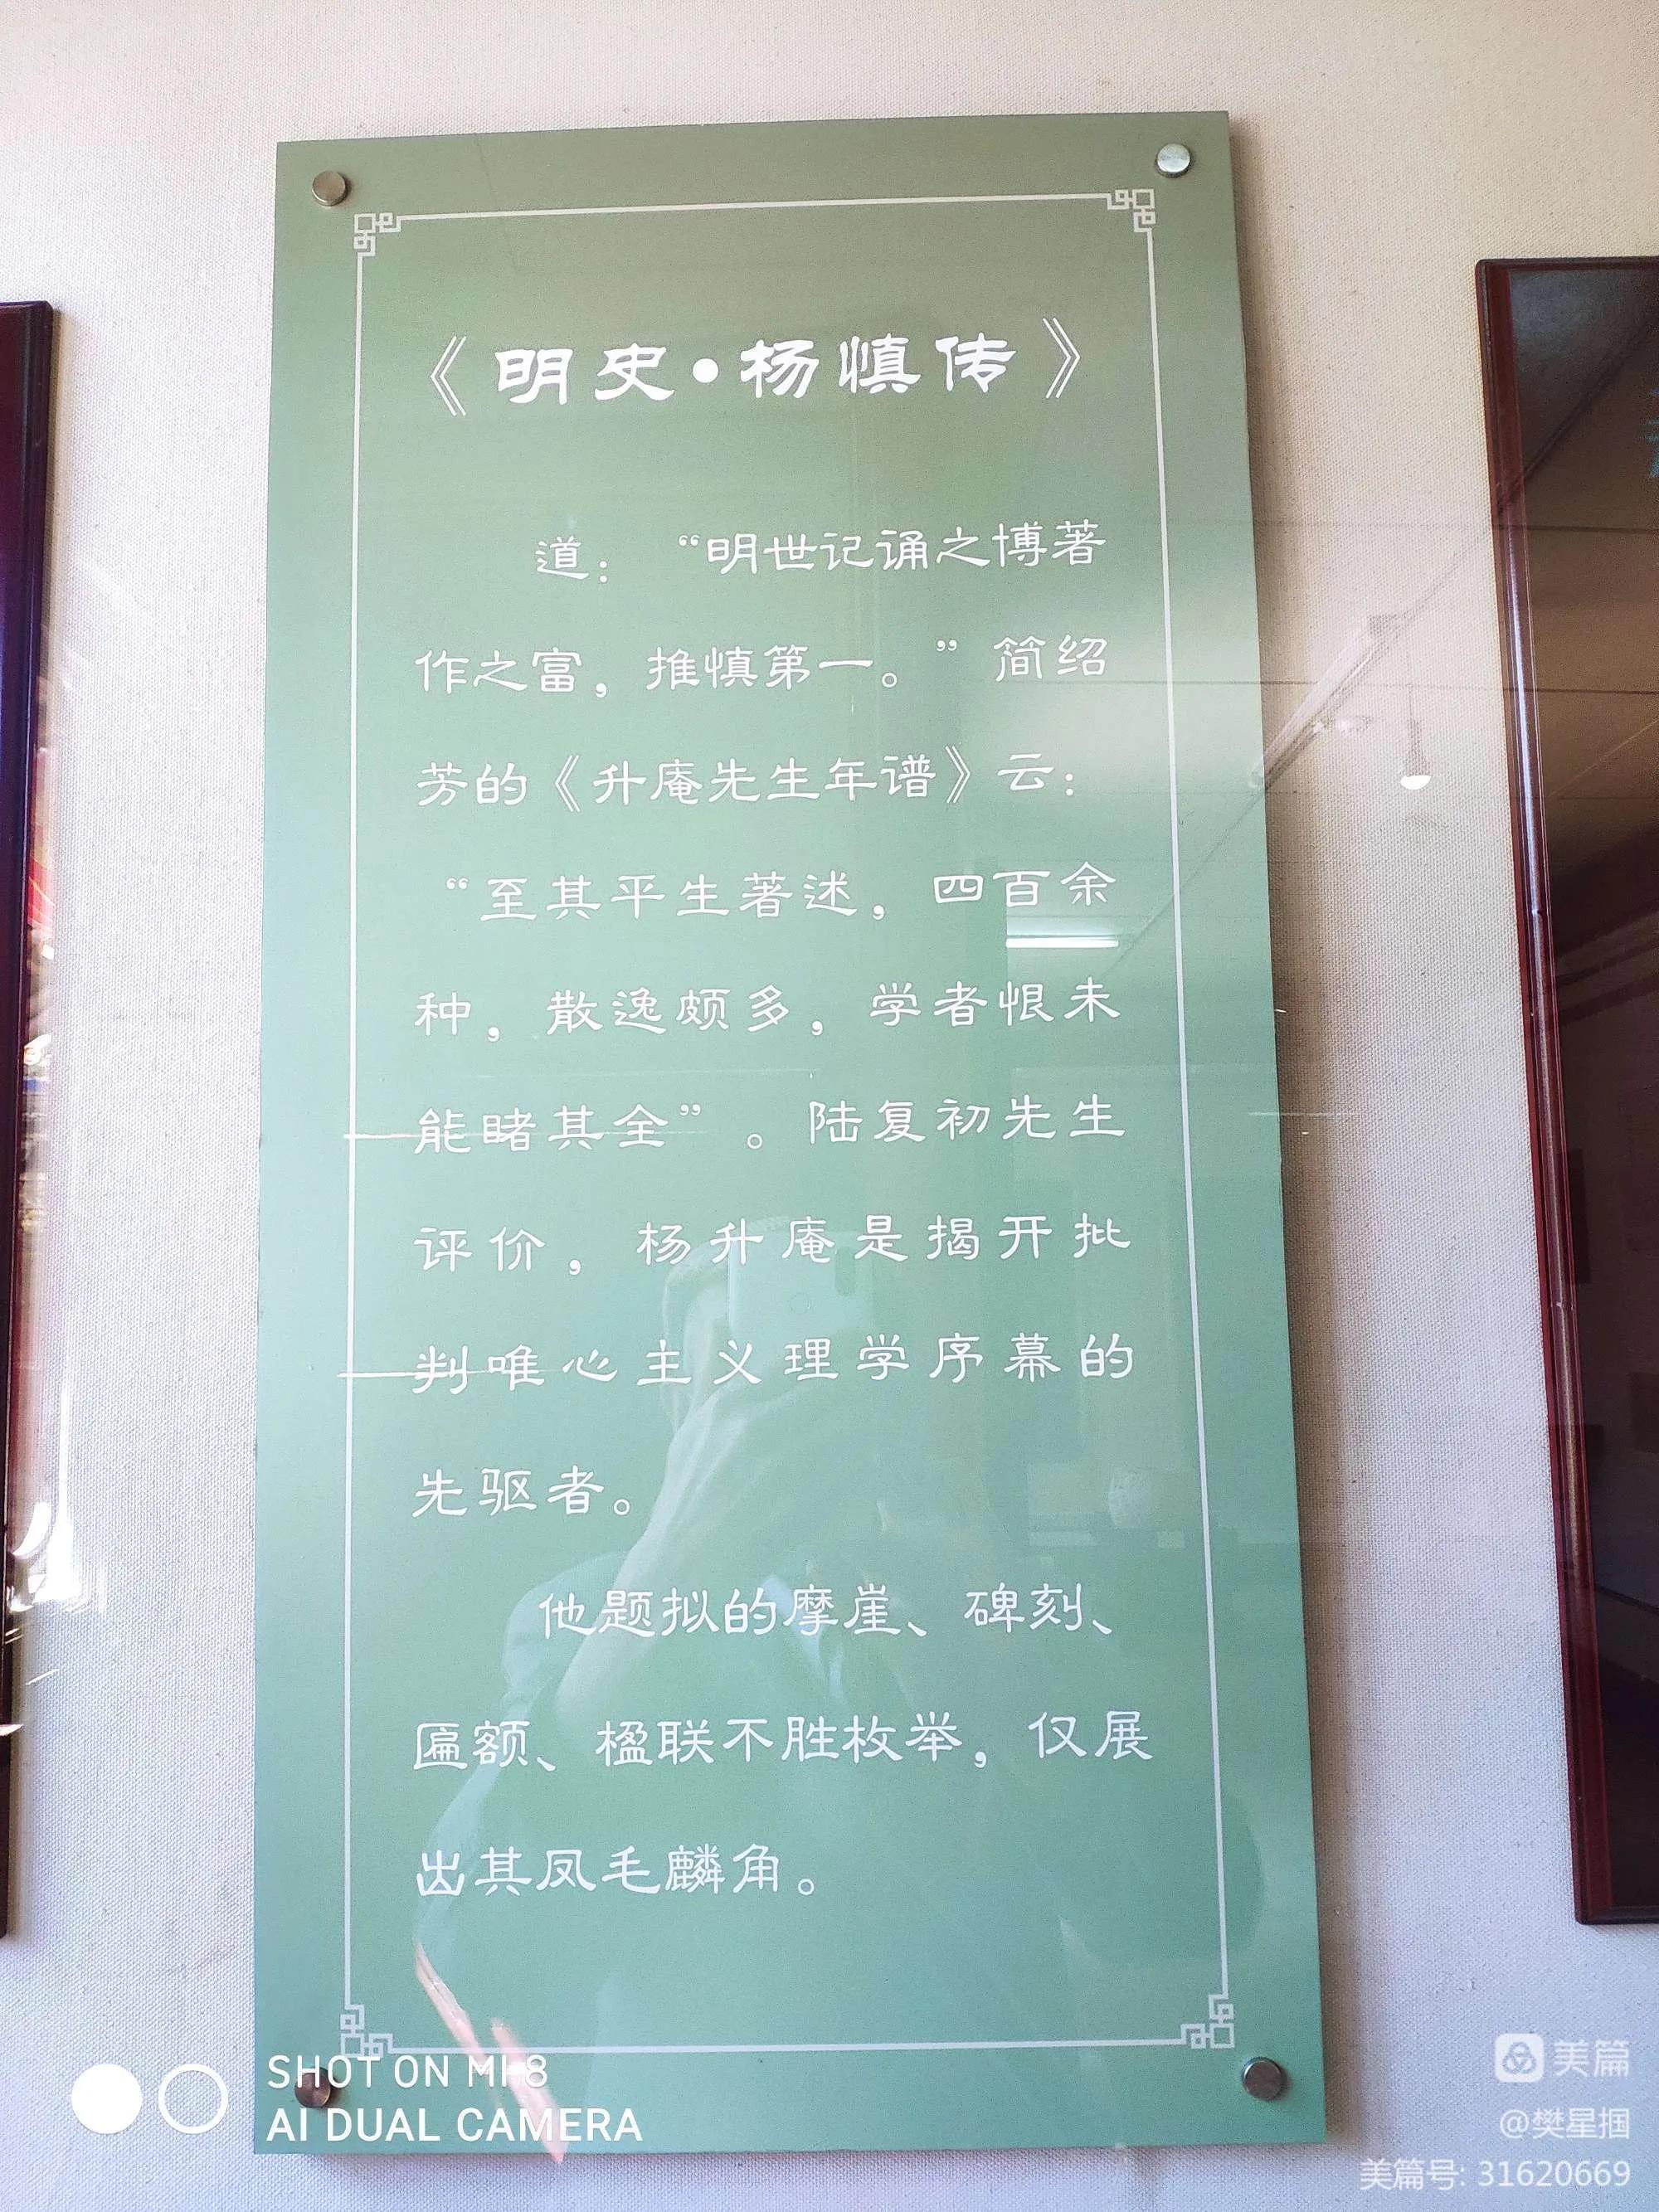 《明史•杨慎传》
道：“明世记诵之博著
作之富，推慎第一。”简绍
芳的《升庵先生年谱》云：
“至其平生著述，四百余
种，散逸颇多，学者恨未
能睹其全”。陆复初先生
评价，杨升庵是揭开批
判唯心主义理学序幕的
先驱者。
他题拟的摩崖、碑刻、
匾额、楹联不胜枚举，仅展
出其凤毛麟角。
SHOT ON MI 8
AI DUAL CAMERA
美篇
@樊星掴
美篇号: 31620669